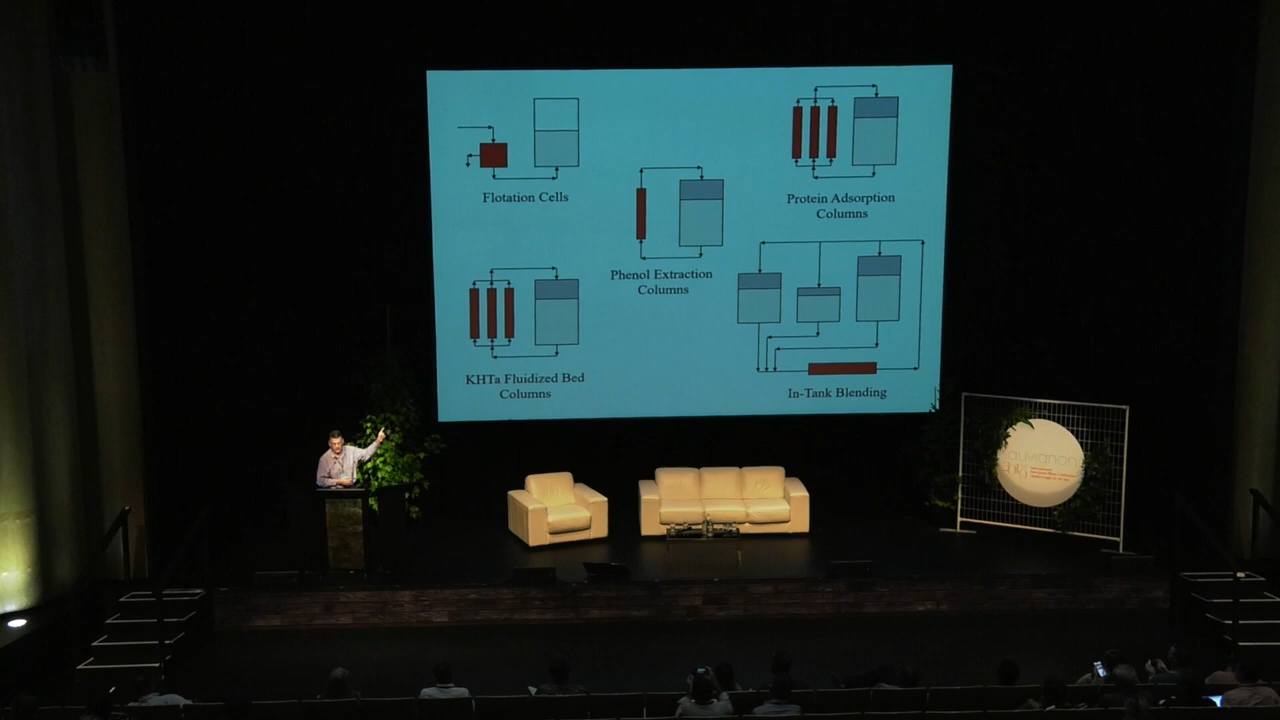 Flotation Cells
Protein Adsorption
Columns
Phenol Extraction
Columns
KHTa Fluidized Bed
Columns
In-Tank Blending